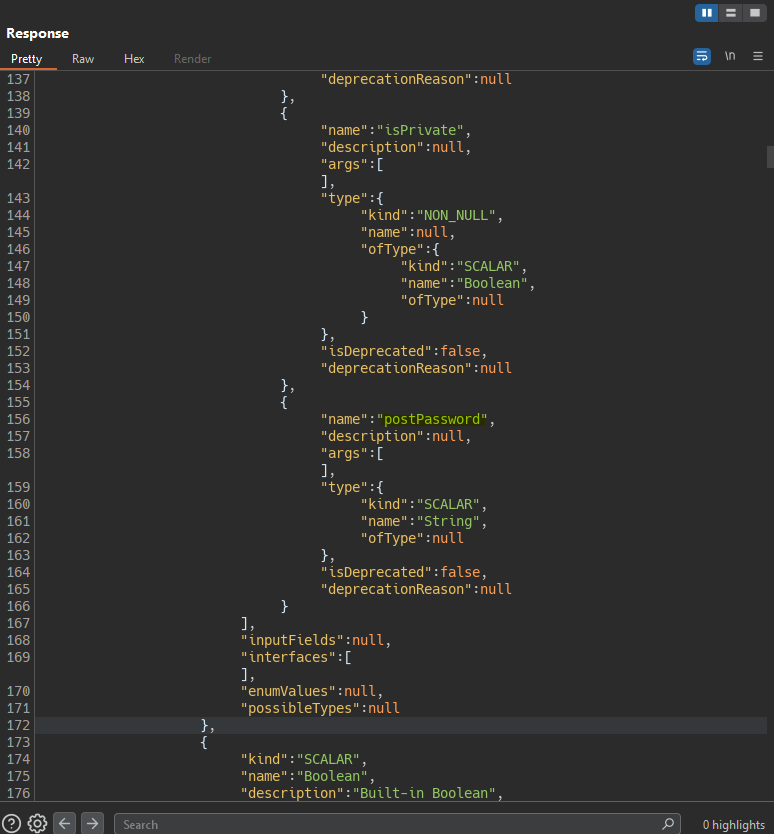 Response
Pretty Raw Hex Render \n
137 "deprecationReason":null
138 },
139 {
140 "name":"isPrivate",
141 "description":null,
142 "args":[
],
143 "type":{
144 "kind":"NON_NULL",
145 "name":null,
146 "ofType":{
147 "kind":"SCALAR",
148 "name":"Boolean",
149 "ofType":null
150 }
151 },
152 "isDeprecated":false,
153 "deprecationReason":null
154 },
155 {
156 "name":"postPassword",
157 "description":null,
158 "args":[
],
159 "type":{
160 "kind":"SCALAR",
161 "name":"String",
162 "ofType":null
163 },
164 "isDeprecated":false,
165 "deprecationReason":null
166 }
167 ],
168 "inputFields":null,
169 "interfaces":[
],
170 "enumValues":null,
171 "possibleTypes":null
172 },
173 {
174 "kind":"SCALAR",
175 "name":"Boolean",
176 "description":"Built-in Boolean",
Search 0 highlights